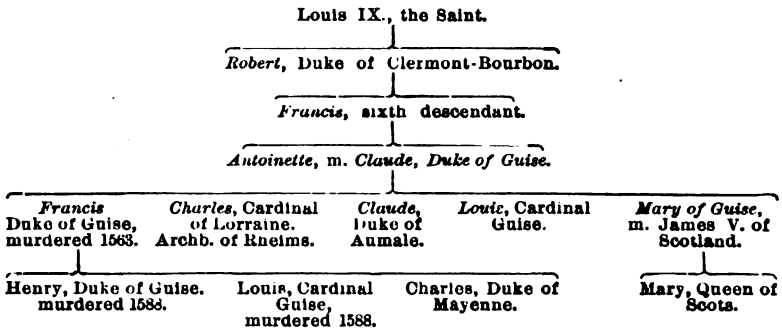 Louis IX., the Saint.
Robert, Duke of Clermont-Bourbon.
Francis, sixth descendant.
Antoinette, m. Claude, Duke of Guise.
Francis
Duke of Guise,
murdered 1563.
Charles, Cardinal
of Lorraine.
Archb. of Rheims.
Claude,
Duke of
Aumale.
Louis, Cardinal
Guise.
Mary of Guise,
m. James V. of
Scotland.
Henry, Duke of Guise.
murdered 1588.
Louis, Cardinal
Guise,
murdered 1588.
Charles, Duke of
Mayenne.
Mary, Queen of
Scots.